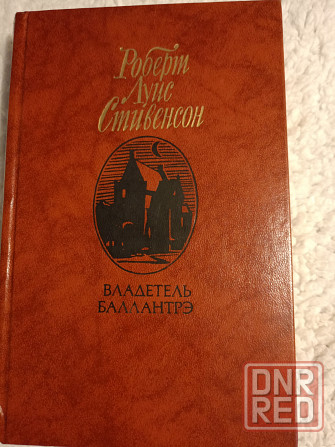 Роберт
Луис
Стивенсон
ВЛАДЕТЕЛЬ
БАЛЛАНТРЭ
DNR
RED